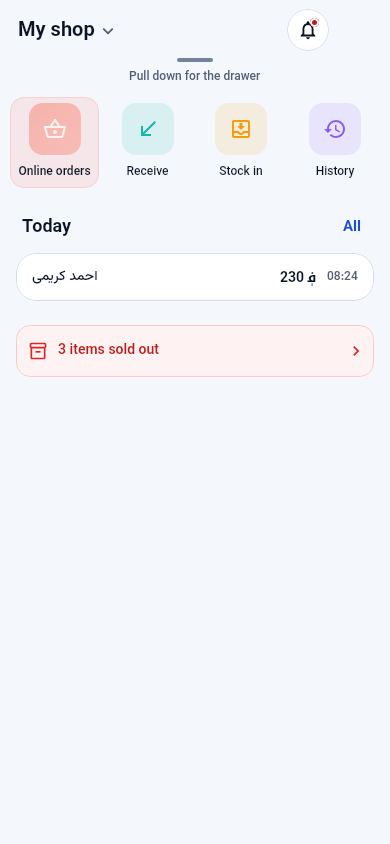 My shop
Pull down for the drawer
Online orders
Receive
Stock in
History
Today
All
احمد کریمی
230 ؋
08:24
3 items sold out